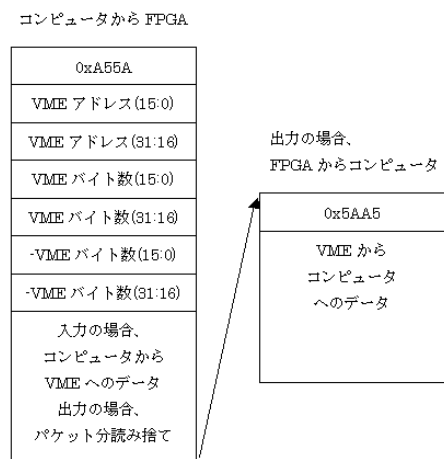 コンピュータから FPGA
0xA55A
VME アドレス(15:0)
VME アドレス(31:16)
VME バイト数(15:0)
VME バイト数(31:16)
-VME バイト数(15:0)
-VME バイト数(31:16)
入力の場合、
コンピュータから
VME へのデータ
出力の場合、
パケット分読み捨て
出力の場合、
FPGA からコンピュータ
0x5AA5
VME から
コンピュータ
へのデータ